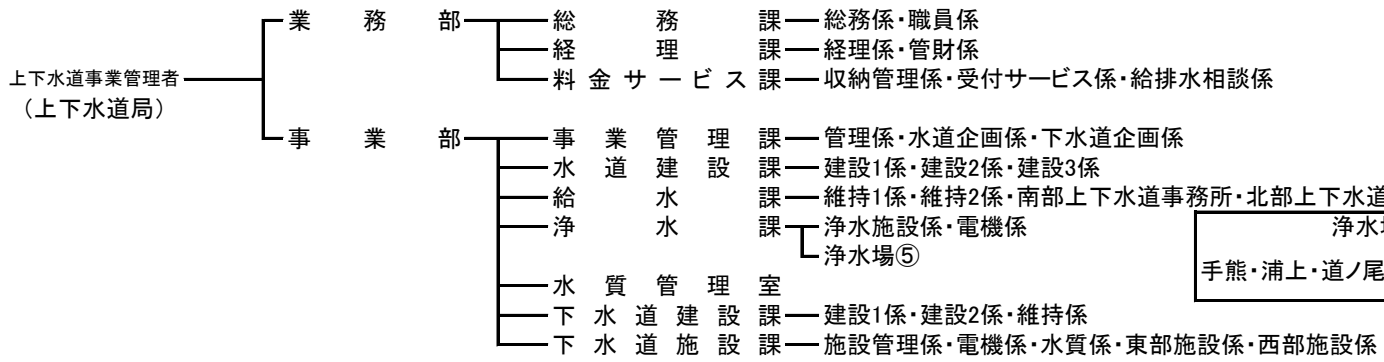 業務部 総務課 総務係・職員係
経理課 経理係・管財係
上下水道事業管理者 料金サービス課 収納管理係・受付サービス係・給排水相談係
（上下水道局）
事業部 事業管理課 管理係・水道企画係・下水道企画係
水道建設課 建設1係・建設2係・建設3係
給水課 維持1係・維持2係・南部上下水道事務所・北部上下水道
浄水課 浄水施設係・電機係 浄水場
浄水場⑤
手熊・浦上・道ノ尾
水質管理室
下水道建設課 建設1係・建設2係・維持係
下水道施設課 施設管理係・電機係・水質係・東部施設係・西部施設係